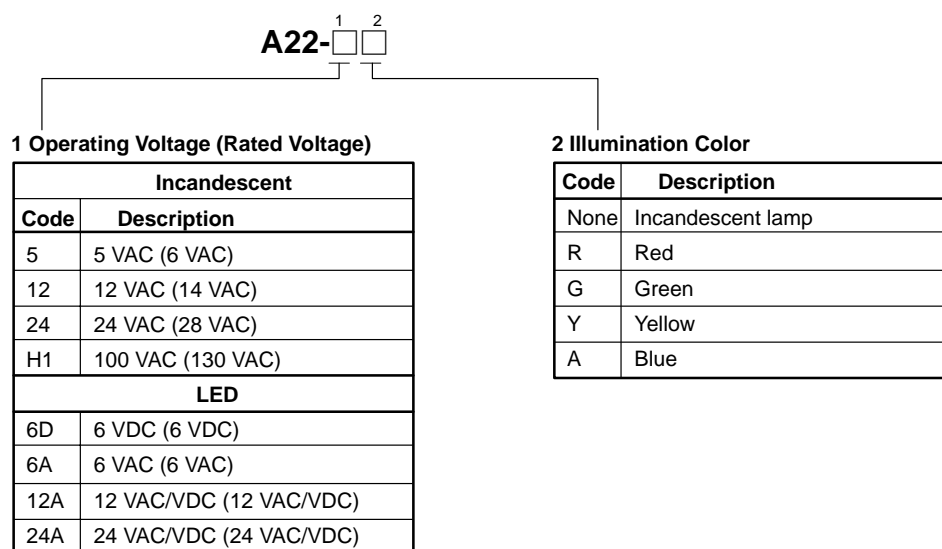 1 2
A22-
1 Operating Voltage (Rated Voltage)
Incandescent
Code Description
5 5 VAC (6 VAC)
12 12 VAC (14 VAC)
24 24 VAC (28 VAC)
H1 100 VAC (130 VAC)
LED
6D 6 VDC (6 VDC)
6A 6 VAC (6 VAC)
12A 12 VAC/VDC (12 VAC/VDC)
24A 24 VAC/VDC (24 VAC/VDC)
2 Illumination Color
Code Description
None Incandescent lamp
R Red
G Green
Y Yellow
A Blue